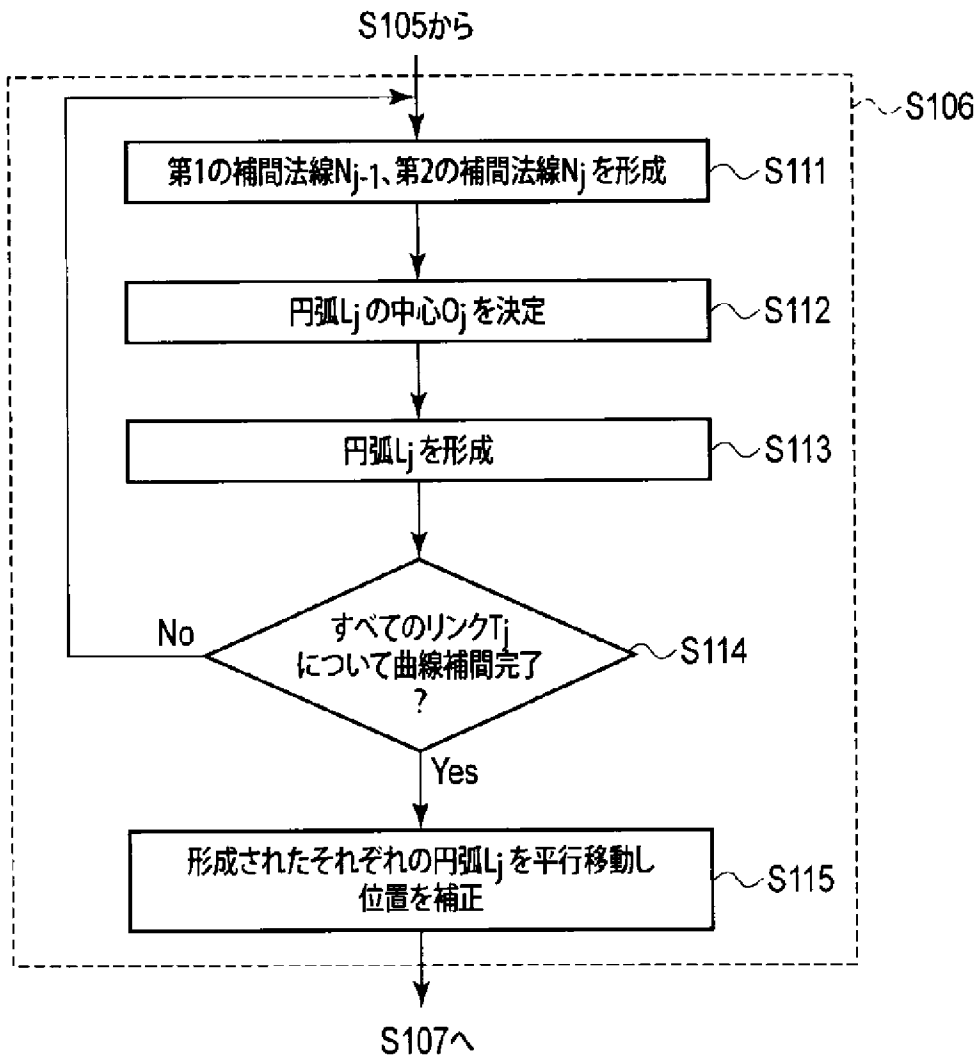 S105から
S106
第1の補間法線Nj-1、第2の補間法線Njを形成
S111
円弧Ljの中心Ojを決定
S112
円弧Ljを形成
S113
すべてのリンクTj
について曲線補間完了
?
S114
No
Yes
形成されたそれぞれの円弧Ljを平行移動し
位置を補正
S115
S107へ